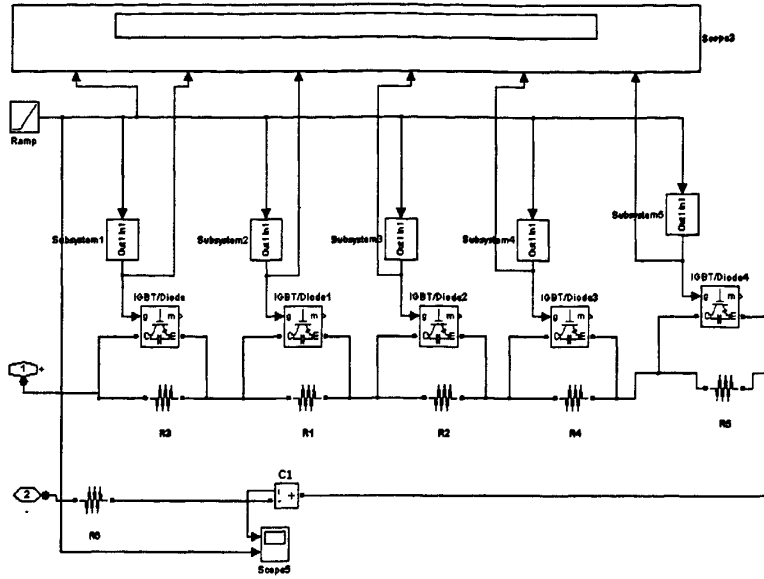 Scope3
Ramp
Subsystem1
Out1 In1
Subsystem2
Out1 In1
Subsystem3
Out1 In1
Subsystem4
Out1 In1
Subsystem5
Out1 In1
IGBT/Diode
g m
C E
IGBT/Diode1
g m
C E
IGBT/Diode2
g m
C E
IGBT/Diode3
g m
C E
IGBT/Diode4
g m
C E
1 +
R3
R1
R2
R4
R5
2
-
R6
C1
i
+
-
Scope5